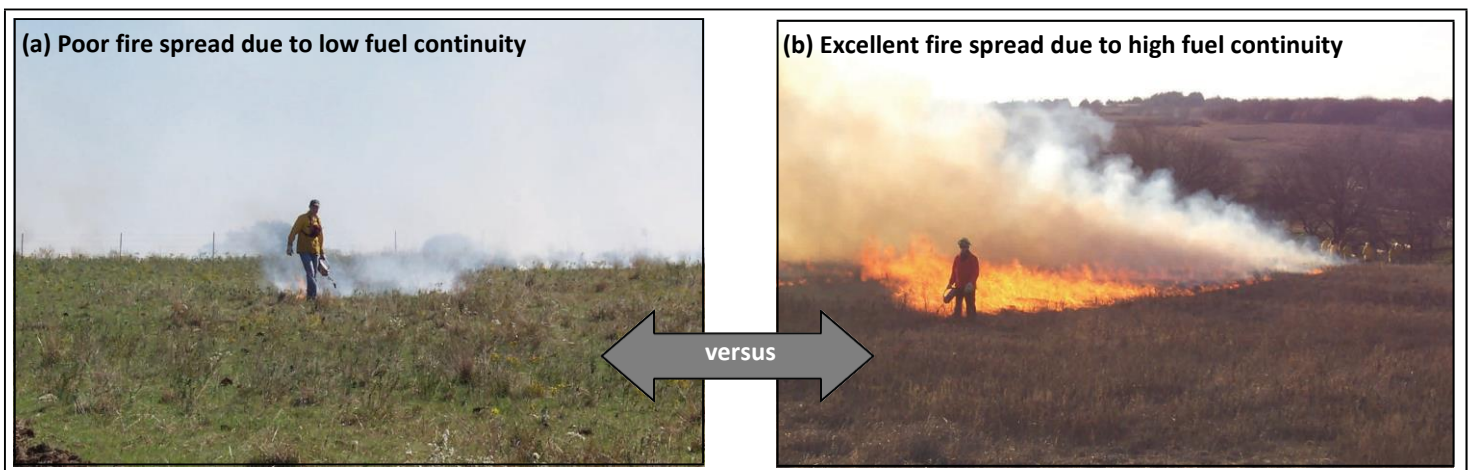 (a) Poor fire spread due to low fuel continuity
(b) Excellent fire spread due to high fuel continuity
versus